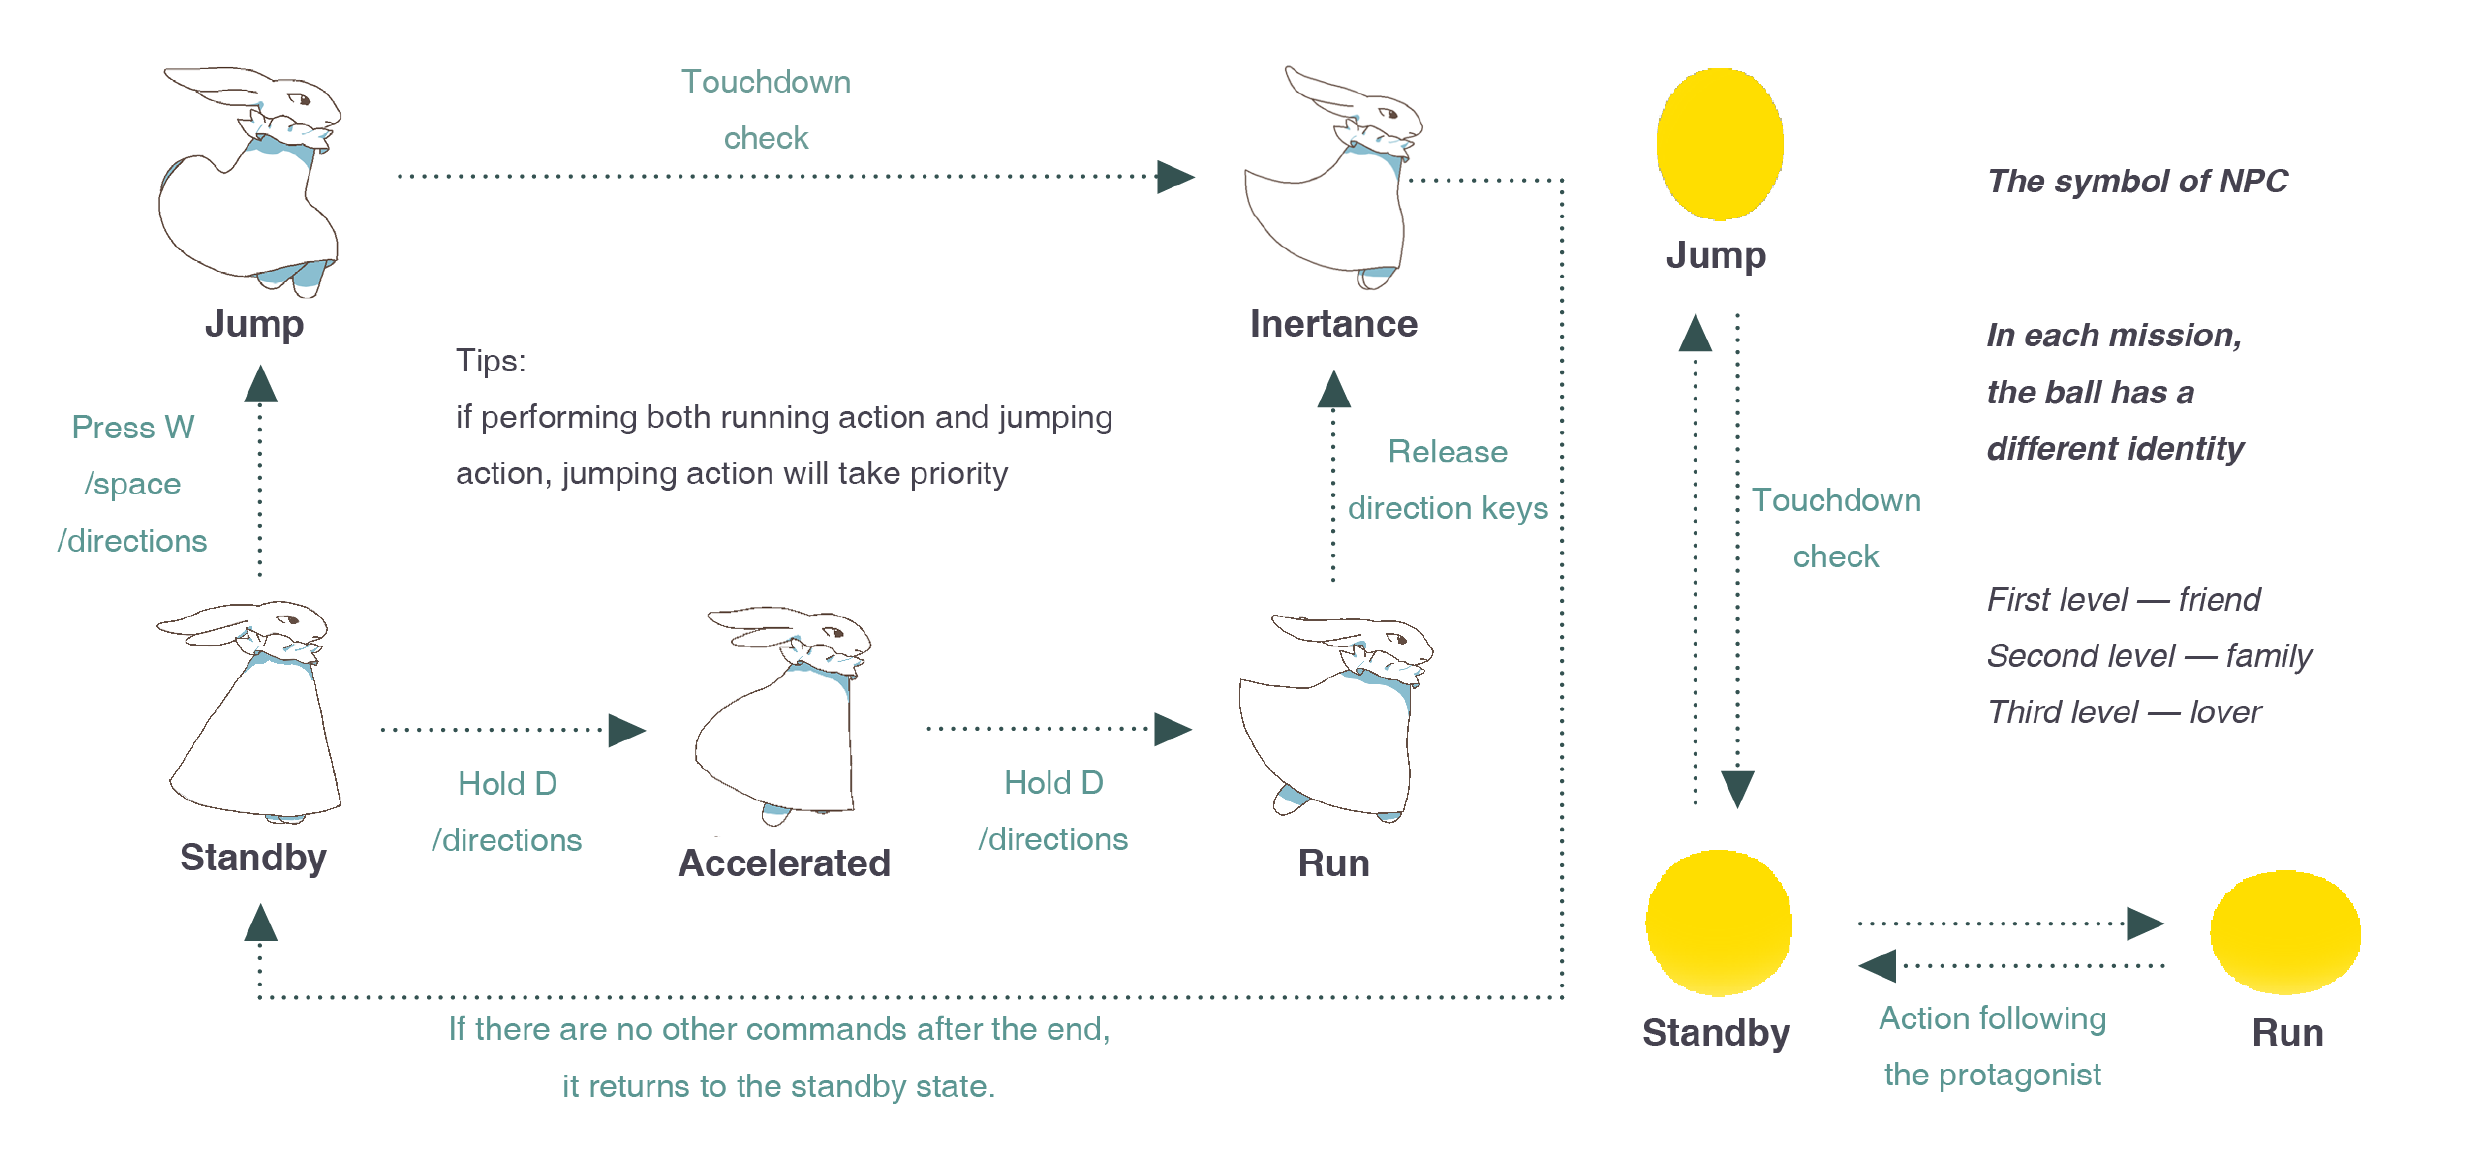 Touchdown
check
Jump
Inertance
Press W
/space
/directions
Tips:
if performing both running action and jumping
action, jumping action will take priority
Release
direction keys
Standby
Hold D
/directions
Accelerated
Hold D
/directions
Run
If there are no other commands after the end,
it returns to the standby state.
Jump
Touchdown
check
Standby
Action following
the protagonist
Run
The symbol of NPC
In each mission,
the ball has a
different identity
First level — friend
Second level — family
Third level — lover